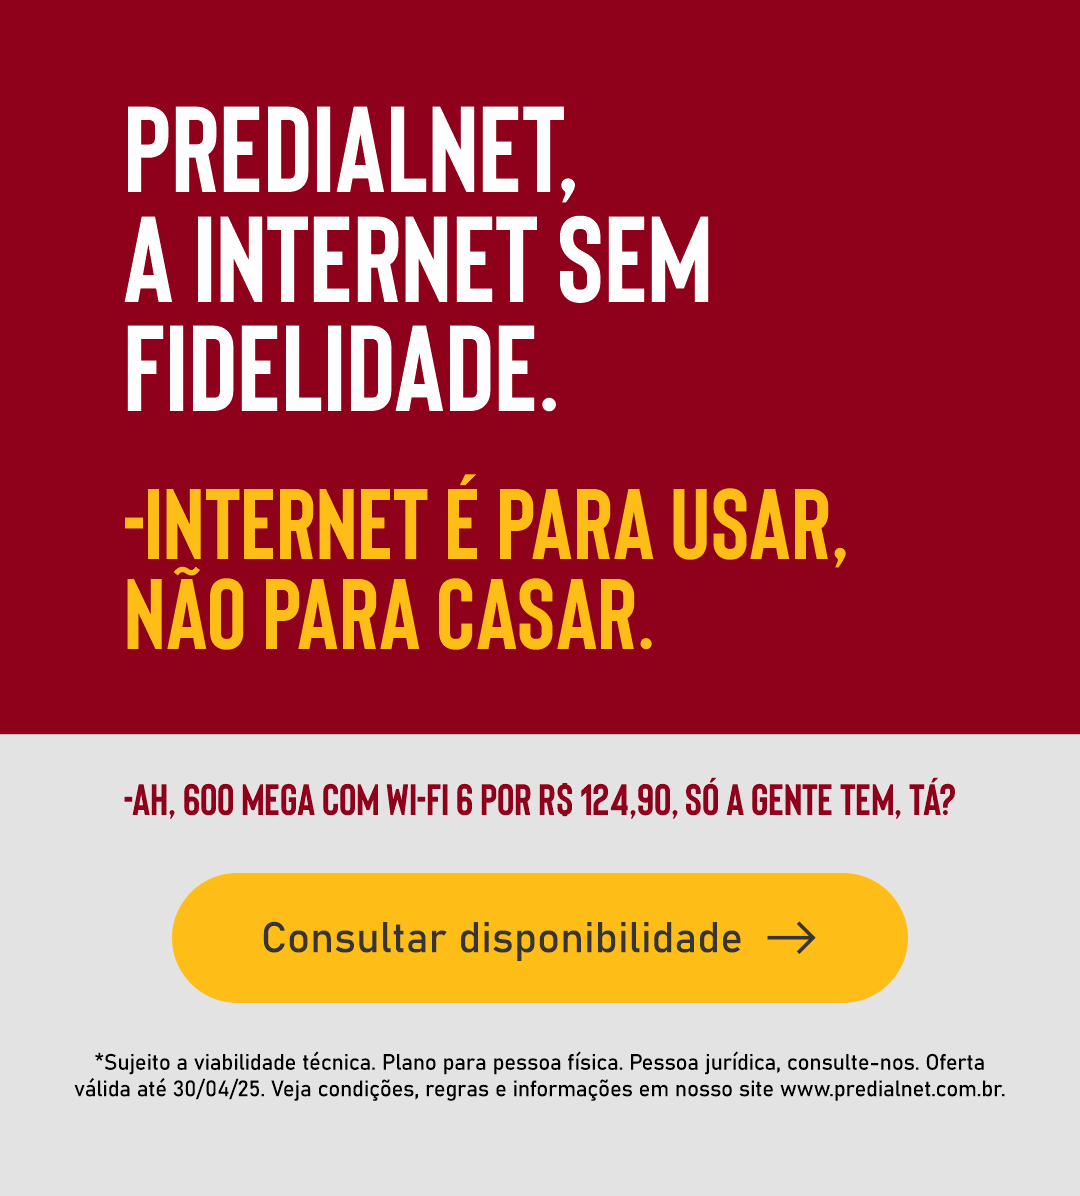 PREDIALNET,
A INTERNET SEM
FIDELIDADE.
-INTERNET É PARA USAR,
NÃO PARA CASAR.
-AH, 600 MEGA COM WI-FI 6 POR R$ 124,90, SÓ A GENTE TEM, TÁ?
Consultar disponibilidade →
*Sujeito a viabilidade técnica. Plano para pessoa física. Pessoa jurídica, consulte-nos. Oferta
válida até 30/04/25. Veja condições, regras e informações em nosso site www.predialnet.com.br.